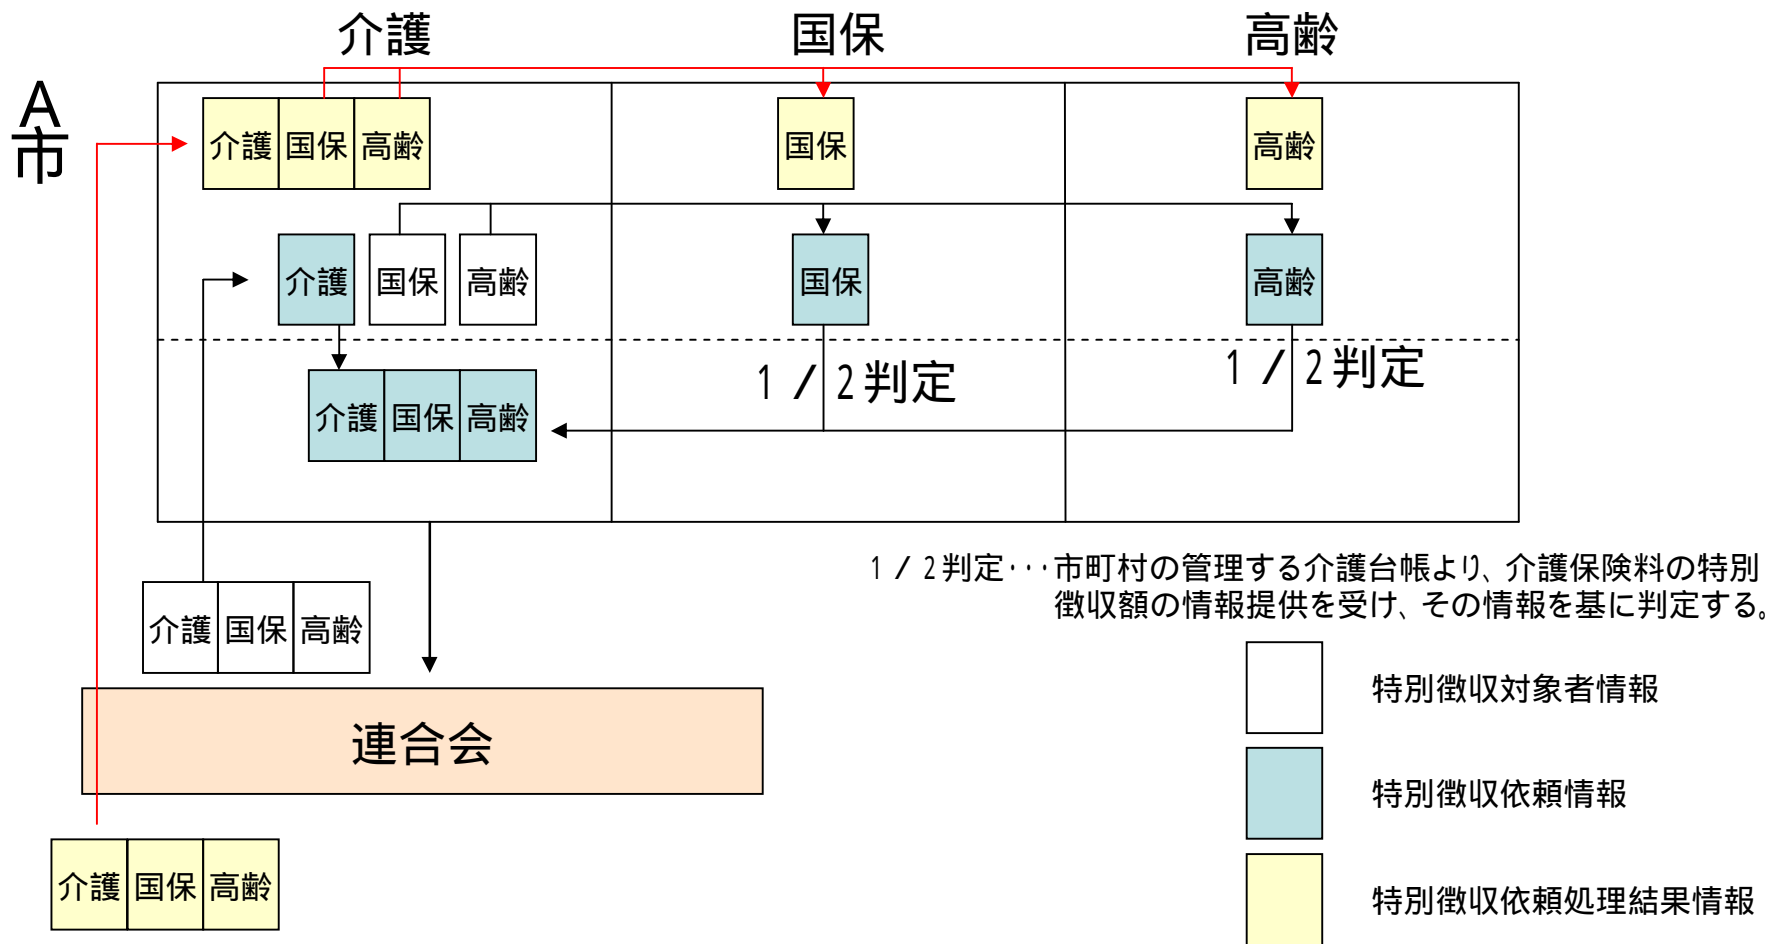 介護 国保 高齢
A市
介護 国保 高齢 国保 高齢
介護 国保 高齢 国保 高齢
1/2判定 1/2判定
介護 国保 高齢
1/2判定・・・市町村の管理する介護台帳より、介護保険料の特別
徴収額の情報提供を受け、その情報を基に判定する。
介護 国保 高齢
特別徴収対象者情報
連合会
特別徴収依頼情報
介護 国保 高齢
特別徴収依頼処理結果情報